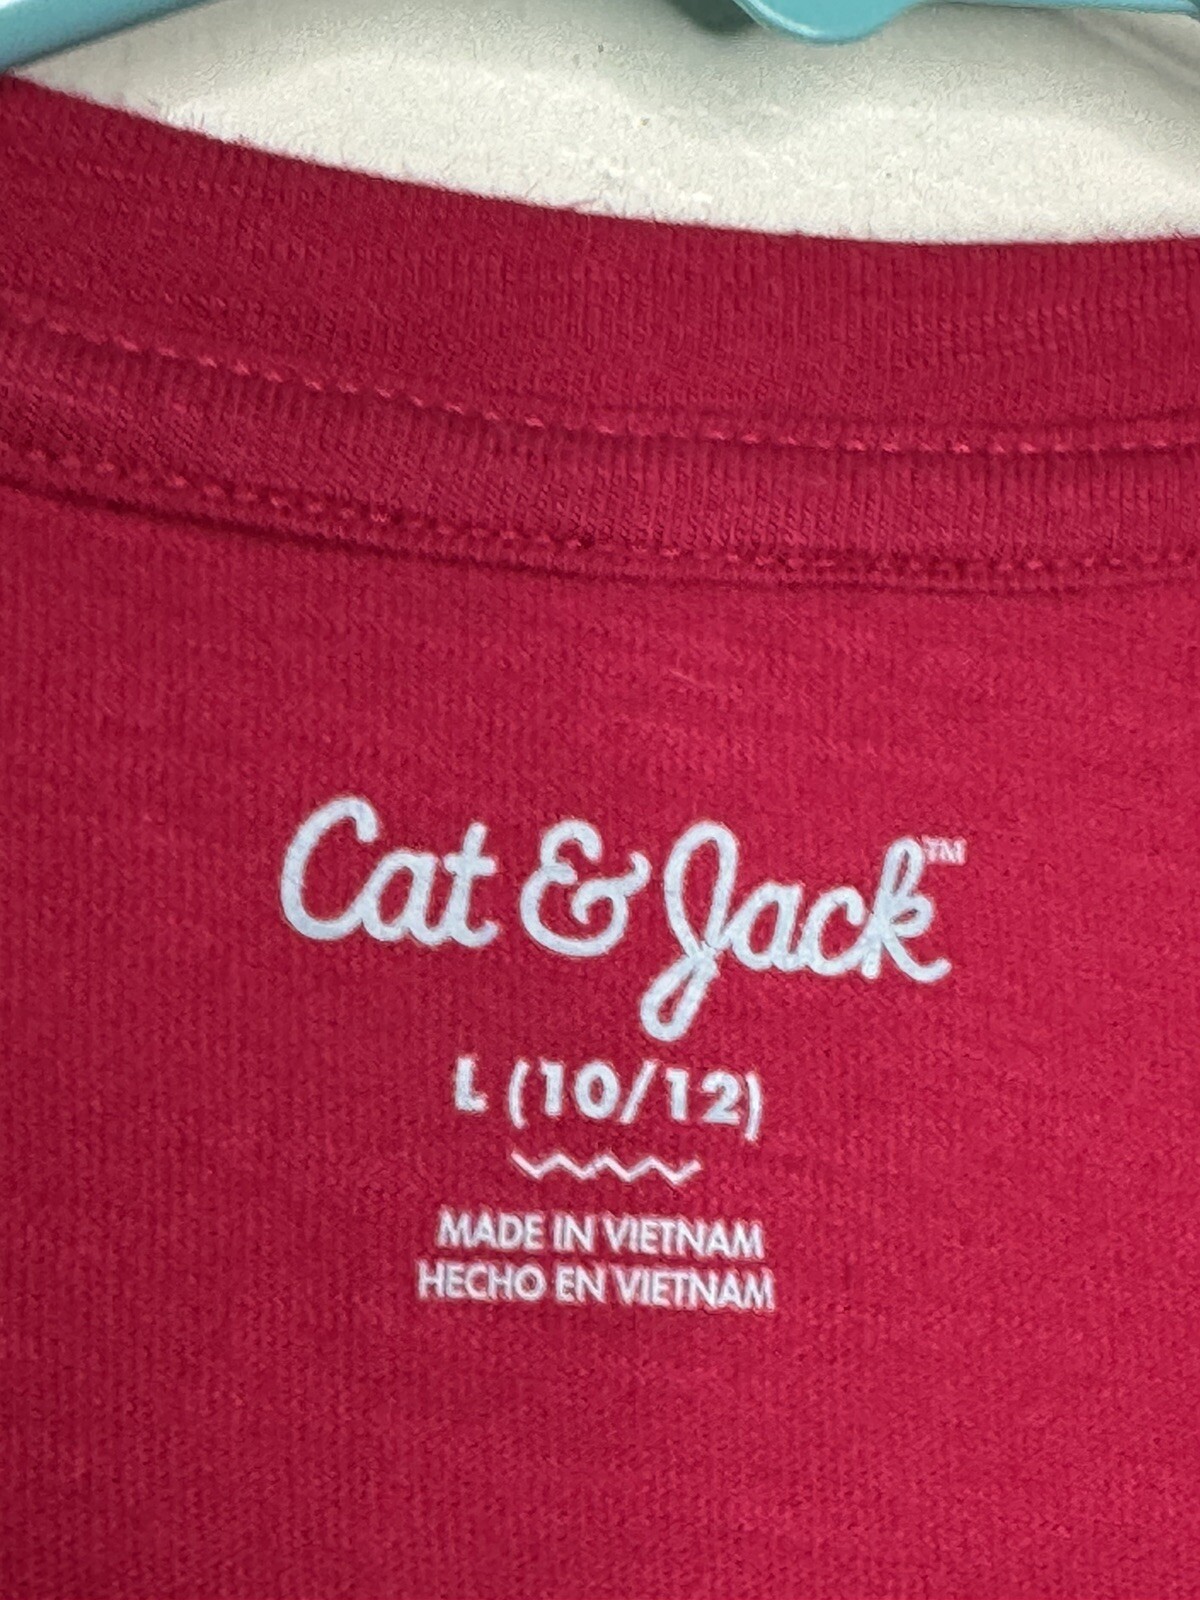 Cat & Jack™
L (10/12)
MADE IN VIETNAM
HECHO EN VIETNAM